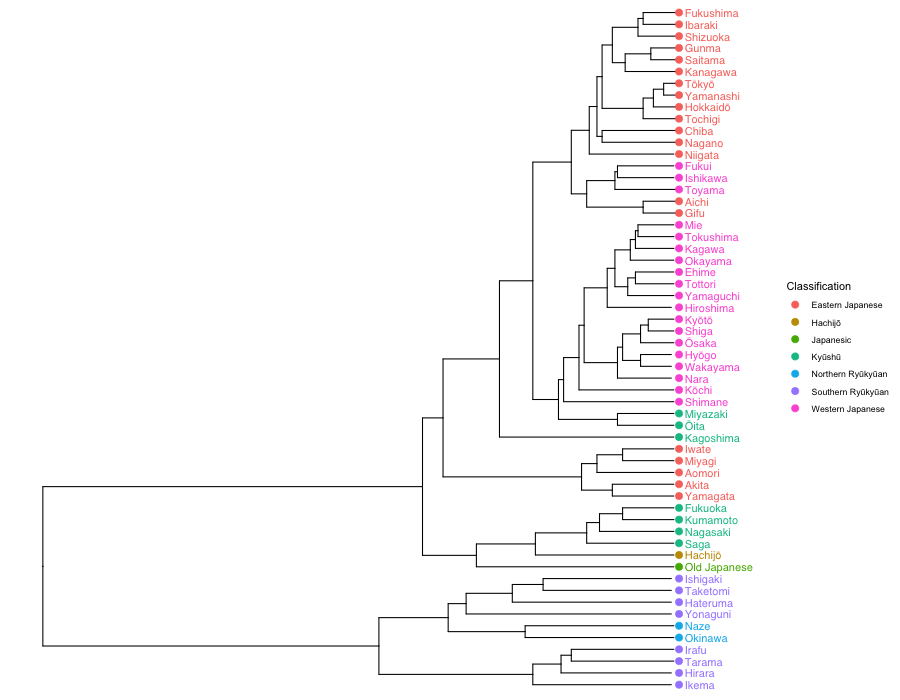 Fukushima
Ibaraki
Shizuoka
Gunma
Saitama
Kanagawa
Tōkyō
Yamanashi
Hokkaidō
Tochigi
Chiba
Nagano
Niigata
Fukui
Ishikawa
Toyama
Aichi
Gifu
Mie
Tokushima
Kagawa
Okayama
Ehime
Tottori
Yamaguchi
Hiroshima
Kyōtō
Shiga
Ōsaka
Hyōgo
Wakayama
Nara
Kōchi
Shimane
Miyazaki
Ōita
Kagoshima
Iwate
Miyagi
Aomori
Akita
Yamagata
Fukuoka
Kumamoto
Nagasaki
Saga
Hachijō
Old Japanese
Ishigaki
Taketomi
Hateruma
Yonaguni
Naze
Okinawa
Irafu
Tarama
Hirara
Ikema
Classification
Eastern Japanese
Hachijō
Japanesic
Kyūshū
Northern Ryūkyūan
Southern Ryūkyūan
Western Japanese